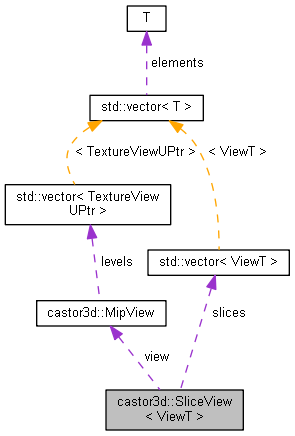 T
elements
std::vector< T >
< TextureViewUPtr >
< ViewT >
std::vector< TextureView
UPtr >
std::vector< ViewT >
levels
slices
castor3d::MipView
view
castor3d::SliceView
< ViewT >